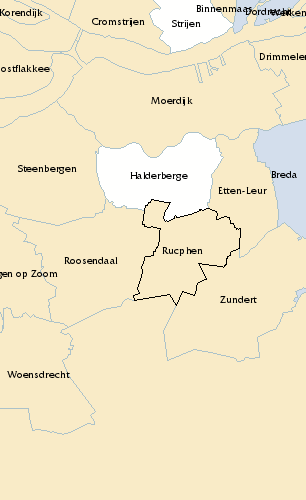 Korendijk
Cromstrijen
Strijen
Binnenmaas
Dordrecht
Werken
ostflakkee
Drimmelen
Moerdijk
Steenbergen
Halderberge
Etten-Leur
Breda
Roosendaal
Rucphen
gen op Zoom
Zundert
Woensdrecht